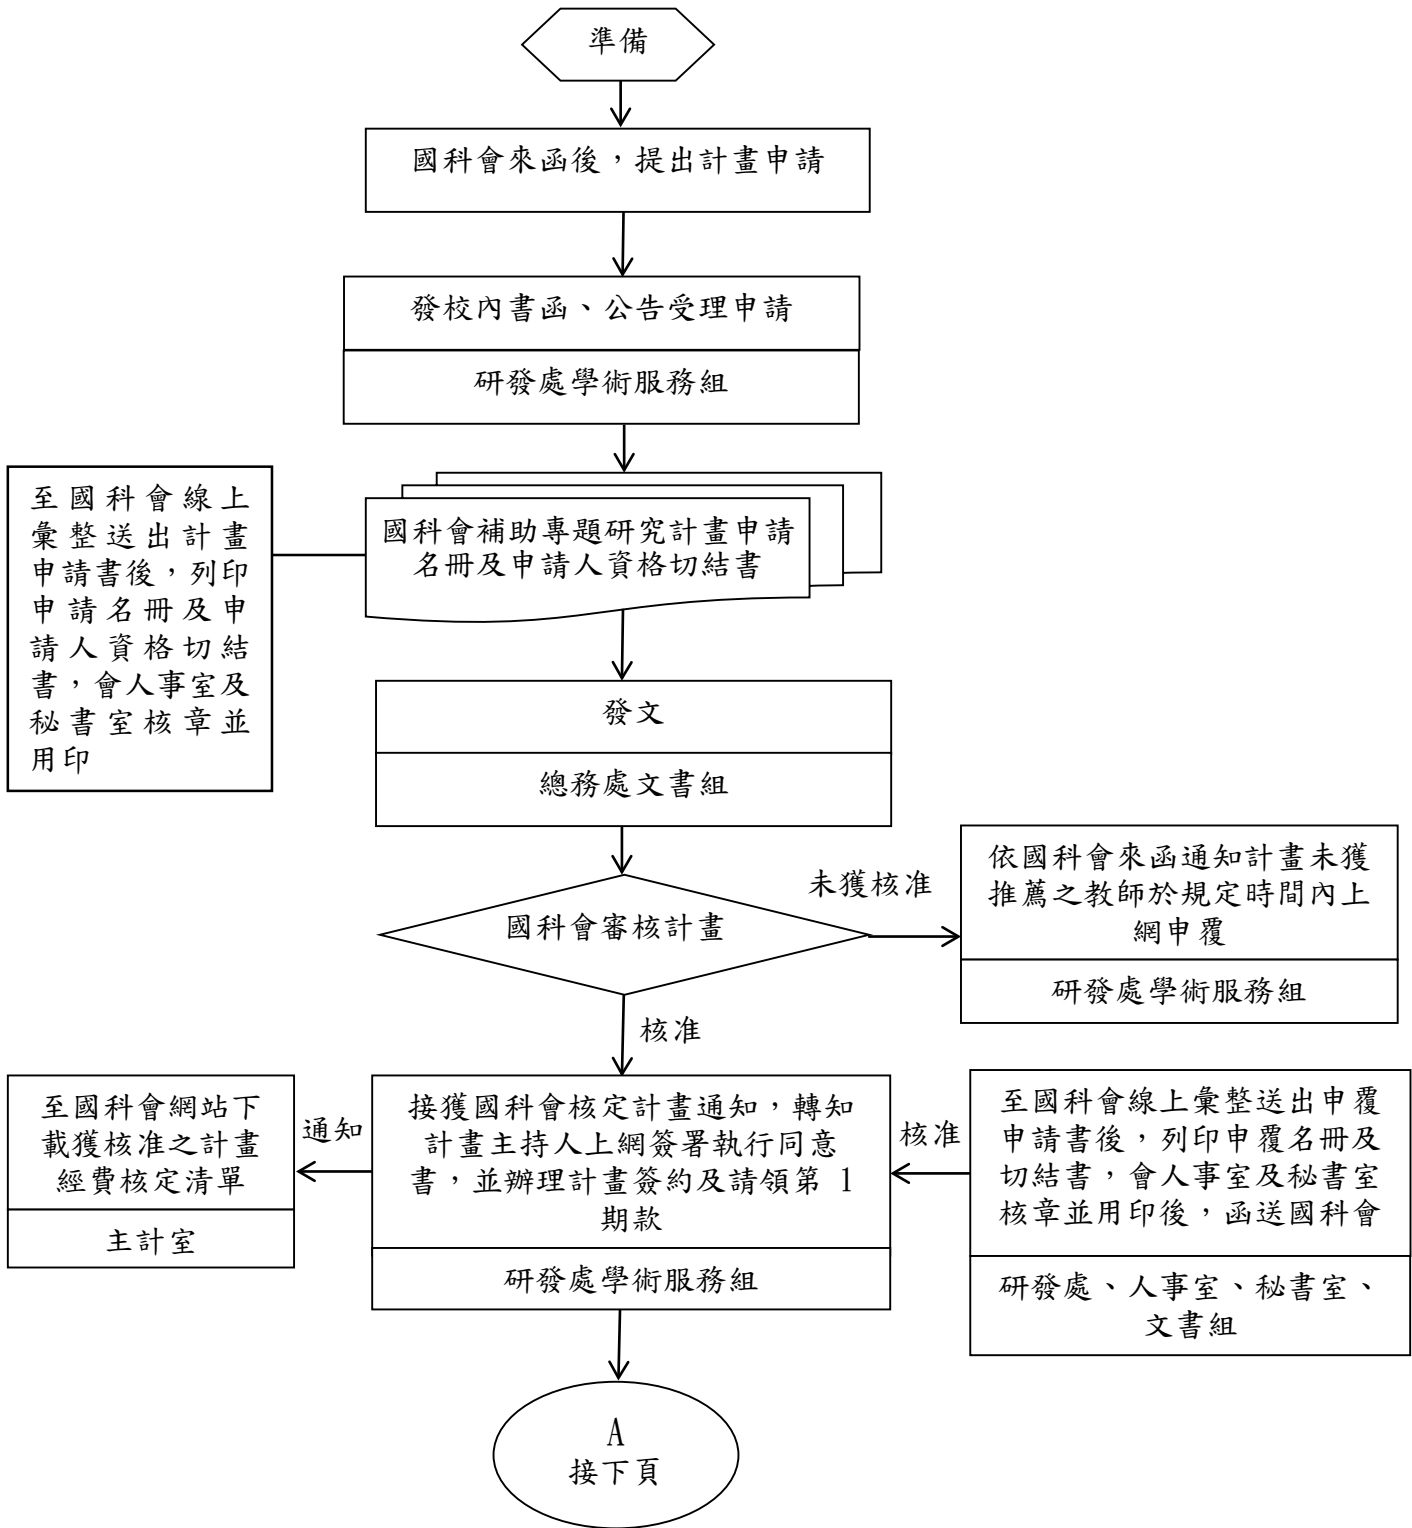 準備
國科會來函後，提出計畫申請
發校內書函、公告受理申請
研發處學術服務組
至國科會線上
彙整送出計畫
申請書後，列印
申請名冊及申
請人資格切結
書，會人事室及
秘書室核章並
用印
國科會補助專題研究計畫申請
名冊及申請人資格切結書
發文
總務處文書組
國科會審核計畫
未獲核准
依國科會來函通知計畫未獲
推薦之教師於規定時間內上
網申覆
研發處學術服務組
核准
至國科會網站下
載獲核准之計畫
經費核定清單
主計室
通知
接獲國科會核定計畫通知，轉知
計畫主持人上網簽署執行同意
書，並辦理計畫簽約及請領第 1
期款
研發處學術服務組
核准
至國科會線上彙整送出申覆
申請書後，列印申覆名冊及
切結書，會人事室及秘書室
核章並用印後，函送國科會
研發處、人事室、秘書室、
文書組
A
接下頁